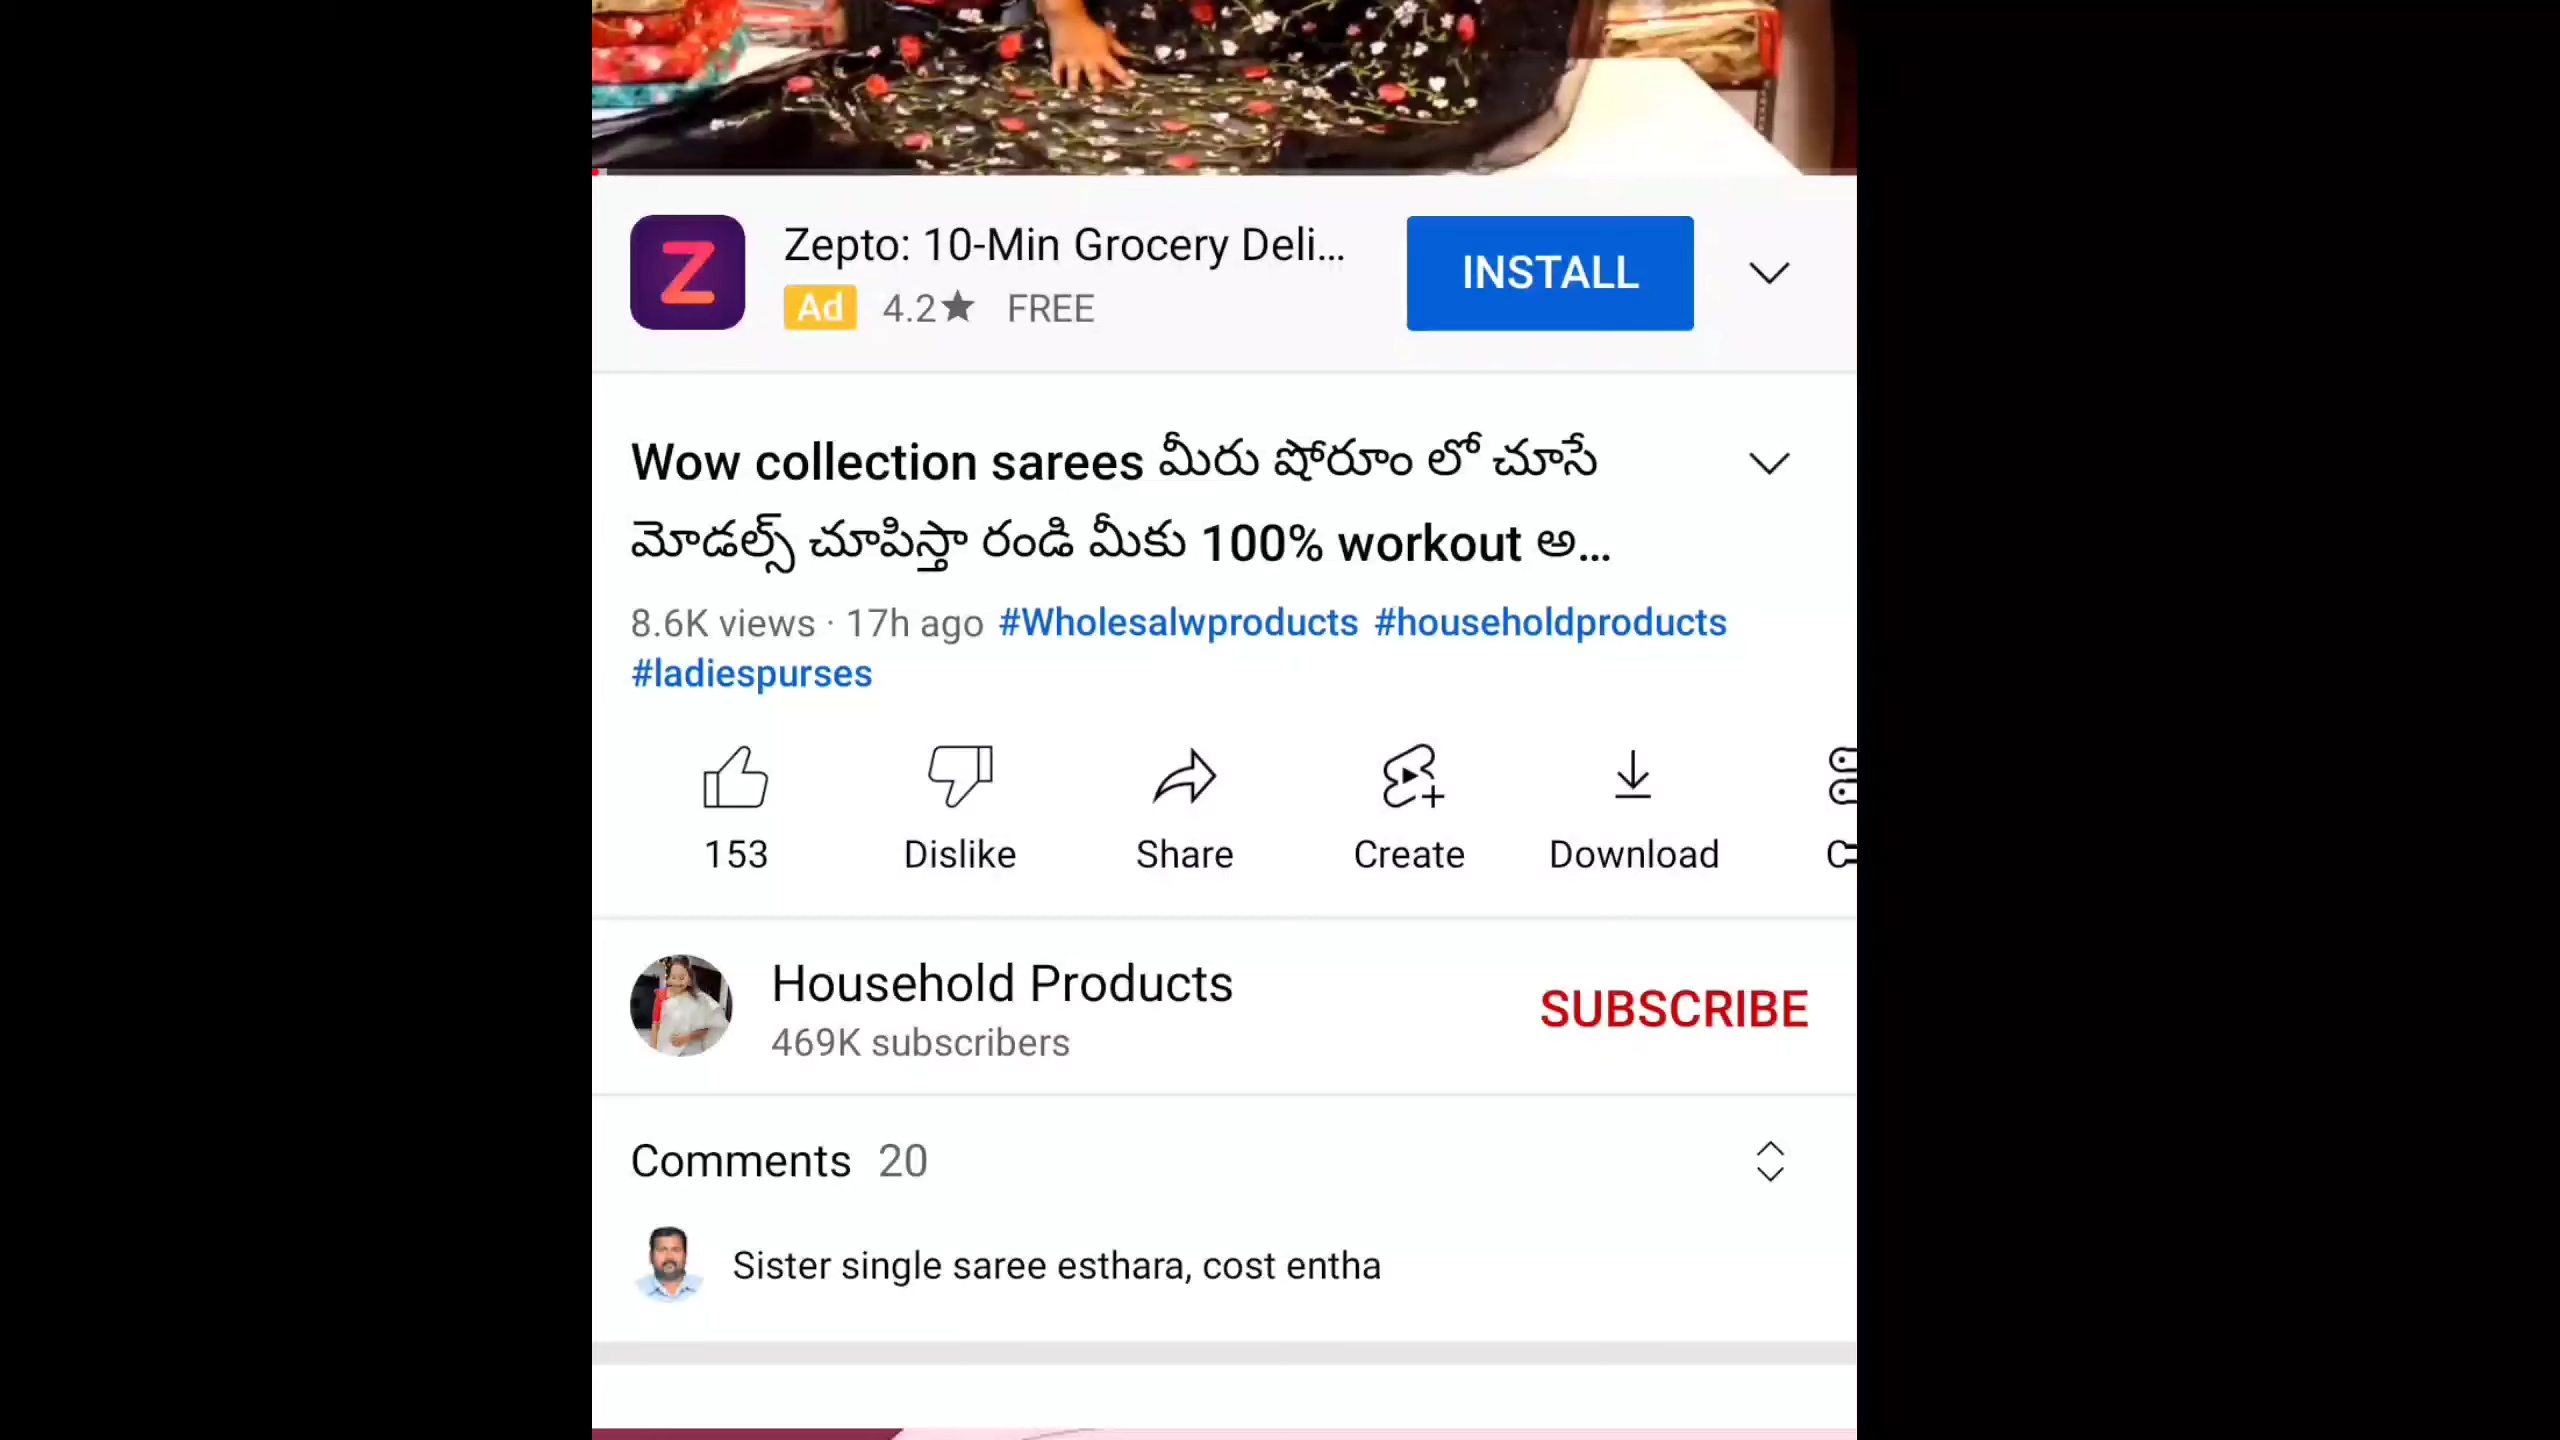 Z
Zepto: 10-Min Grocery Deli...
Ad 4.2★ FREE
INSTALL
Wow collection sarees మీరు షోరూం లో చూసే
మోడల్స్ చూపిస్తా రండి మీకు 100% workout అ...
8.6K views · 17h ago #Wholesalwproducts #householdproducts
#ladiespurses
153 Dislike Share Create Download
Household Products
469K subscribers
SUBSCRIBE
Comments 20
Sister single saree esthara, cost entha